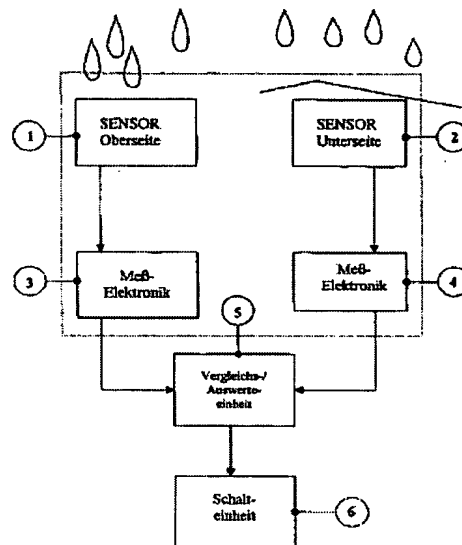 1
SENSOR
Oberseite
SENSOR
Unterseite
2
3
Meß-
Elektronik
Meß-
Elektronik
4
5
Vergleichs-/
Auswerte-
einheit
Schalt-
einheit
6